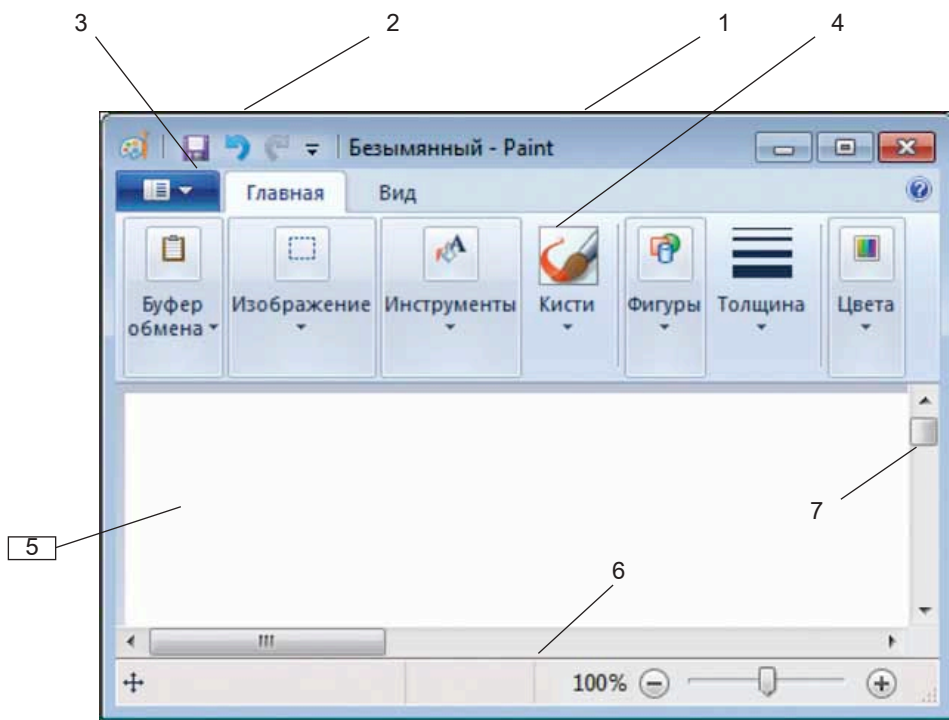 3 2 1 4
Безымянный - Paint
Главная Вид
Буфер обмена Изображение Инструменты Кисти Фигуры Толщина Цвета
7
5
6
100%